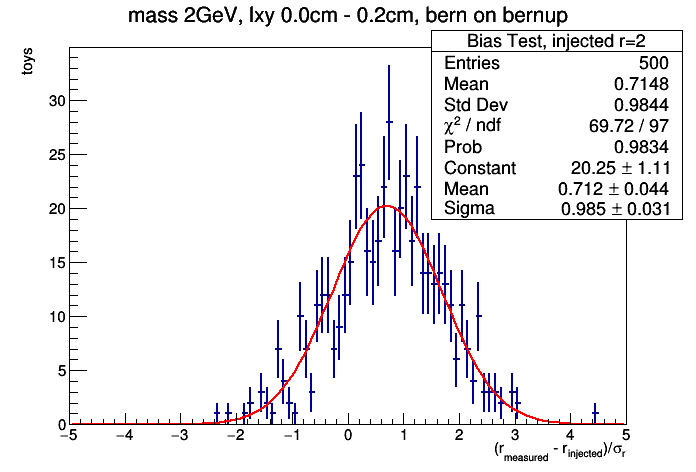 mass 2GeV, lxy 0.0cm - 0.2cm, bern on bernup
toys
Bias Test, injected r=2
Entries 500
Mean 0.7148
Std Dev 0.9844
χ² / ndf 69.72 / 97
Prob 0.9834
Constant 20.25 ± 1.11
Mean 0.712 ± 0.044
Sigma 0.985 ± 0.031
30
25
20
15
10
5
0
−5 −4 −3 −2 −1 0 1 2 3 4 5
(r_measured - r_injected)/σ_r